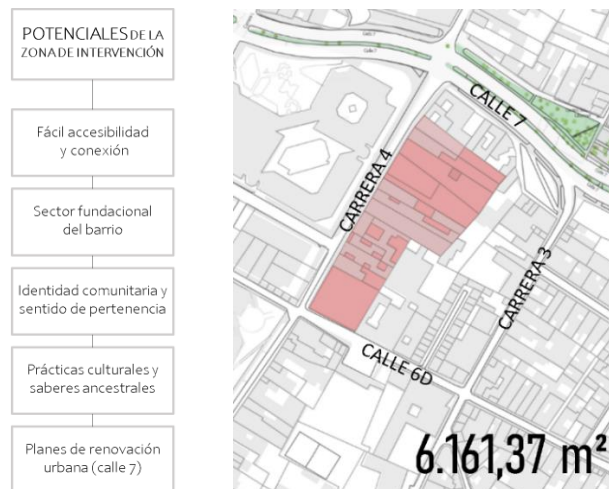 POTENCIALES DE LA
ZONA DE INTERVENCIÓN
Fácil accesibilidad
y conexión
Sector fundacional
del barrio
Identidad comunitaria y
sentido de pertenencia
Prácticas culturales y
saberes ancestrales
Planes de renovación
urbana (calle 7)
CALLE 7
CARRERA 4
CARRERA 3
CALLE 6D
6.161,37 m²